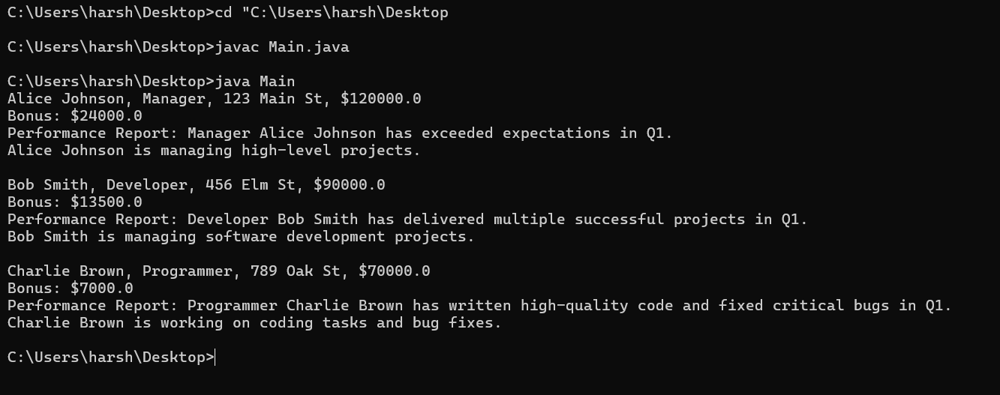 C:\Users\harsh\Desktop>cd "C:\Users\harsh\Desktop
C:\Users\harsh\Desktop>javac Main.java
C:\Users\harsh\Desktop>java Main
Alice Johnson, Manager, 123 Main St, $120000.0
Bonus: $24000.0
Performance Report: Manager Alice Johnson has exceeded expectations in Q1.
Alice Johnson is managing high-level projects.
Bob Smith, Developer, 456 Elm St, $90000.0
Bonus: $13500.0
Performance Report: Developer Bob Smith has delivered multiple successful projects in Q1.
Bob Smith is managing software development projects.
Charlie Brown, Programmer, 789 Oak St, $70000.0
Bonus: $7000.0
Performance Report: Programmer Charlie Brown has written high-quality code and fixed critical bugs in Q1.
Charlie Brown is working on coding tasks and bug fixes.
C:\Users\harsh\Desktop>